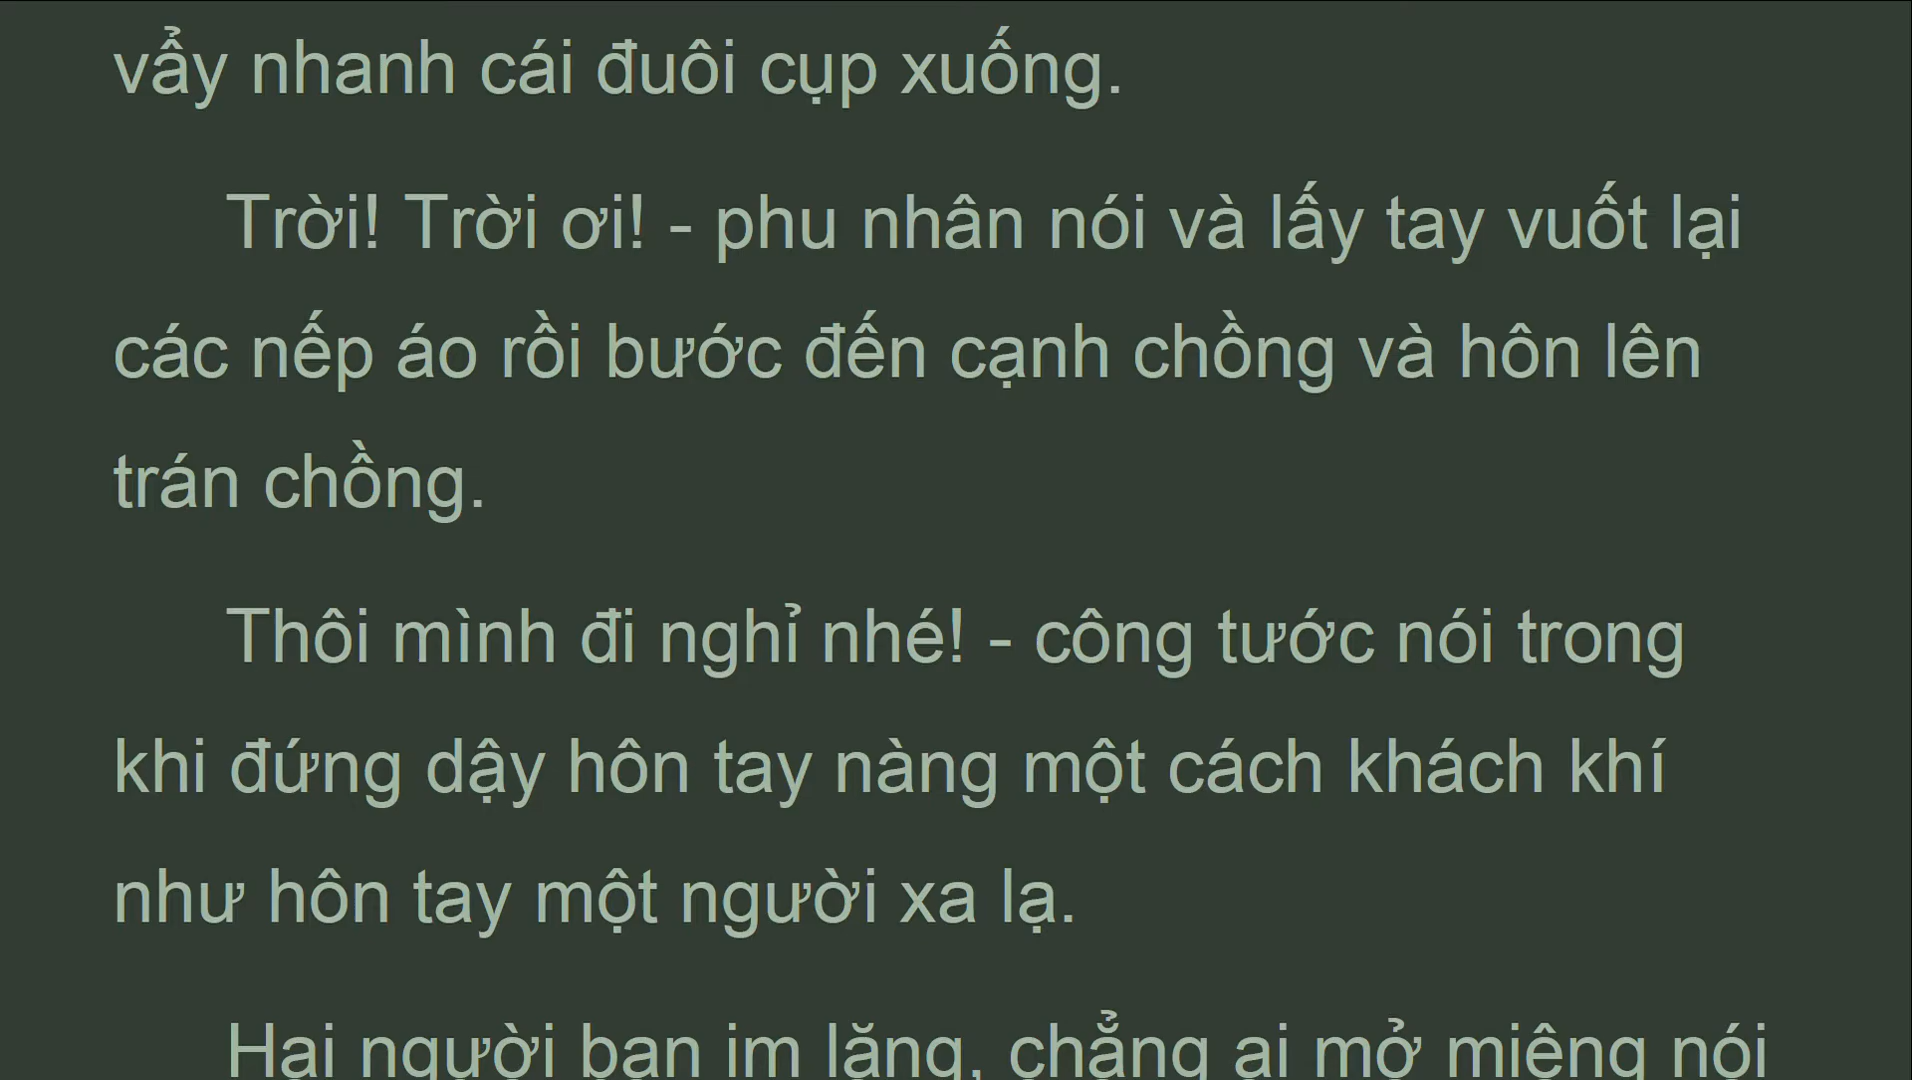 vẩy nhanh cái đuôi cụp xuống.
Trời! Trời ơi! - phu nhân nói và lấy tay vuốt lại
các nếp áo rồi bước đến cạnh chồng và hôn lên
trán chồng.
Thôi mình đi nghỉ nhé! - công tước nói trong
khi đứng dậy hôn tay nàng một cách khách khí
như hôn tay một người xa lạ.
Hai người bạn im lặng, chẳng ai mở miệng nói